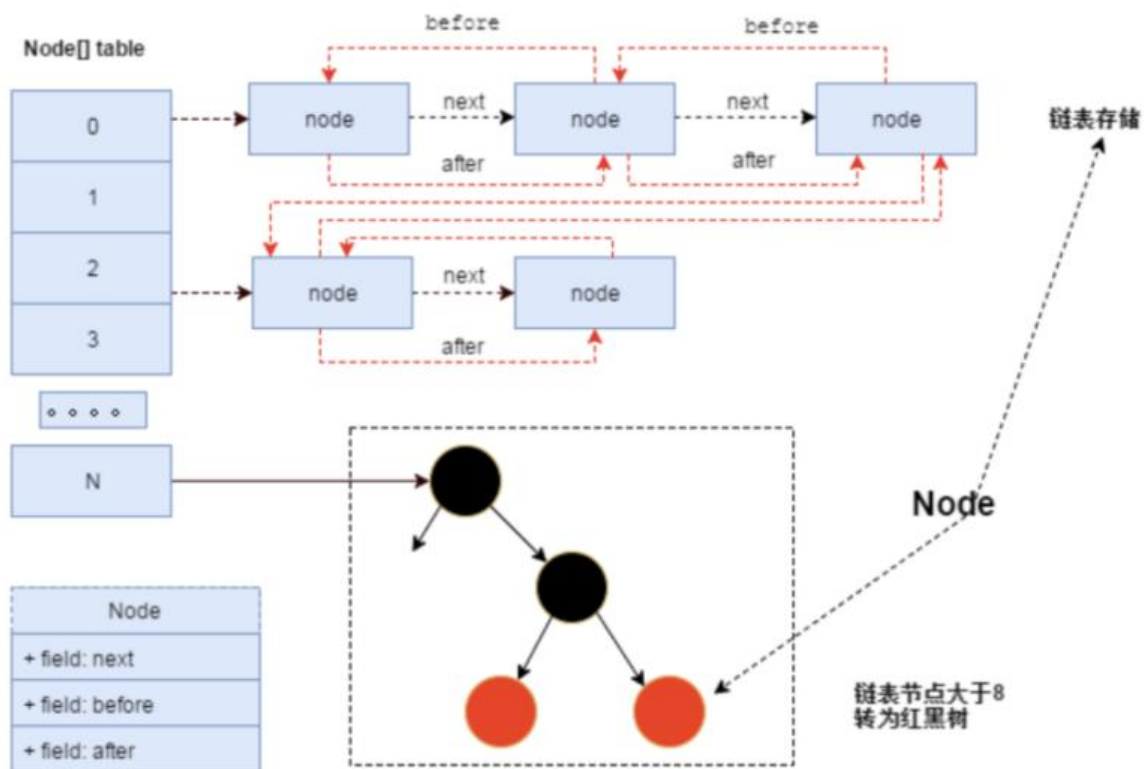 before
before
Node[] table
0
node
next
node
next
node
链表存储
after
after
1
2
node
next
node
3
after
N
Node
Node
+ field: next
+ field: before
+ field: after
链表节点大于8
转为红黑树